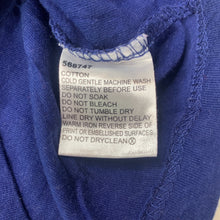 56874T
COTTON
COLD GENTLE MACHINE WASH
SEPARATELY BEFORE USE
DO NOT SOAK
DO NOT BLEACH
DO NOT TUMBLE DRY
LINE DRY WITHOUT DELAY
WARM IRON REVERSE SIDE OF
PRINT OR EMBELLISHED SURFACES
DO NOT DRYCLEAN